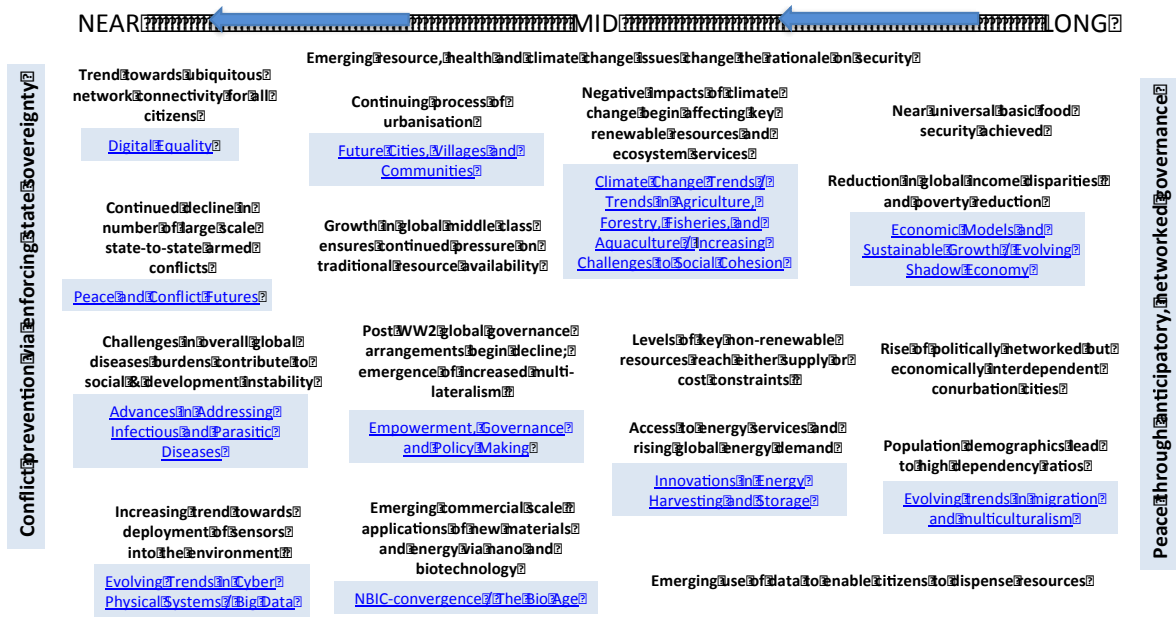 NEAR MID LONG
Emerging resource, health and climate change issues change the rationale on security
Conflict prevention via enforcing state sovereignty
Trend towards ubiquitous
network connectivity for all
citizens
Digital Equality
Continued decline in
number of large scale
state-to-state armed
conflicts
Peace and Conflict Futures
Challenges in overall global
diseases burdens contribute to
social & development instability
Advances in Addressing
Infectious and Parasitic
Diseases
Increasing trend towards
deployment of sensors
into the environment
Evolving Trends in Cyber
Physical Systems / Big Data
Continuing process of
urbanisation
Future Cities, Villages and
Communities
Growth in global middle class
ensures continued pressure on
traditional resource availability
Post WW2 global governance
arrangements begin decline;
emergence of increased multi-
lateralism
Empowerment, Governance
and Policy Making
Emerging commercial scale
applications of new materials
and energy via nano and
biotechnology
NBIC-convergence / The Bio Age
Negative impacts of climate
change begin affecting key
renewable resources and
ecosystem services
Climate Change Trends /
Trends in Agriculture,
Forestry, Fisheries, and
Aquaculture / Increasing
Challenges to Social Cohesion
Levels of key non-renewable
resources reach either supply or
cost constraints
Access to energy services and
rising global energy demand
Innovations in Energy
Harvesting and Storage
Near universal basic food
security achieved
Reduction in global income disparities
and poverty reduction
Economic Models and
Sustainable Growth / Evolving
Shadow Economy
Rise of politically networked but
economically interdependent
conurbation cities
Population demographics lead
to high dependency ratios
Evolving trends in migration
and multiculturalism
Emerging use of data to enable citizens to dispense resources
Peace through anticipatory, networked governance